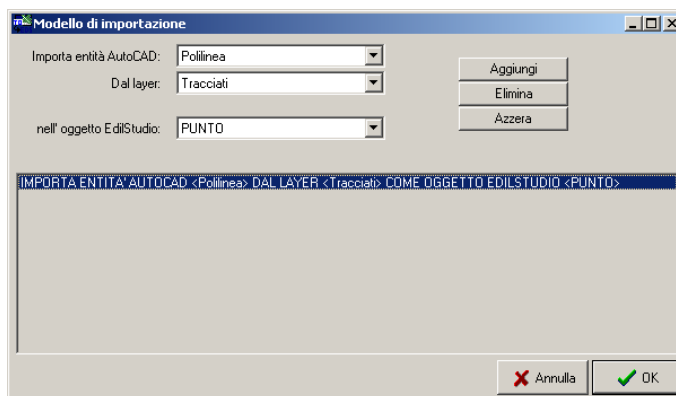 Modello di importazione
Importa entità AutoCAD: Polilinea
Dal layer: Tracciati
nell' oggetto EdilStudio: PUNTO
Aggiungi
Elimina
Azzera
IMPORTA ENTITA' AUTOCAD <Polilinea> DAL LAYER <Tracciati> COME OGGETTO EDILSTUDIO <PUNTO>
Annulla
OK